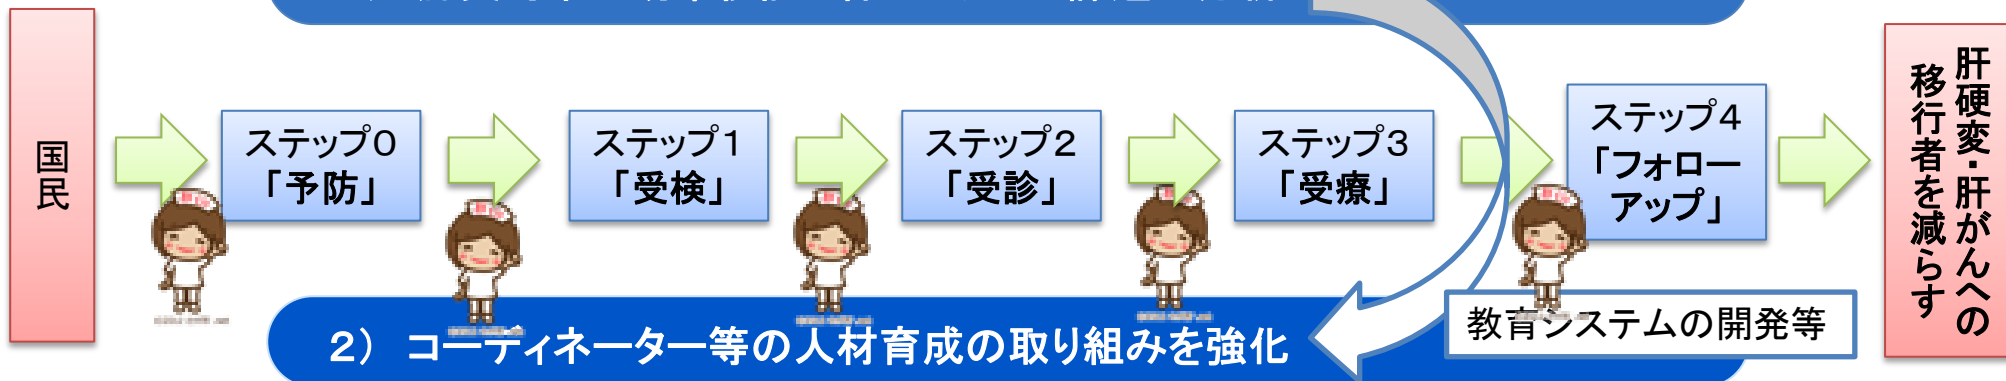 国民
ステップ0
「予防」
ステップ1
「受検」
ステップ2
「受診」
ステップ3
「受療」
ステップ4
「フォロー
アップ」
肝硬変・肝がんへの
移行者を減らす
教育システムの開発等
2） コーディネーター等の人材育成の取り組みを強化